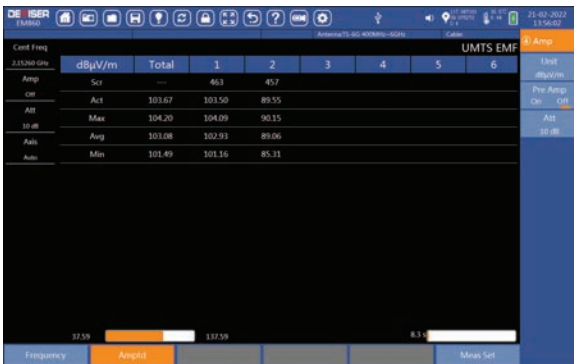 DEVISER
EM860
21-02-2022
13:56:02
Antenna:TS-6G 400MHz~6GHz
Cable:
Cent Freq
UMTS EMF
Amp
2.15260 GHz
dBμV/m Total 1 2 3 4 5 6
Unit
dBμV/m
Amp
Off
Scr --- 463 457
Pre Amp
On Off
Act 103.67 103.50 89.55
Att
10 dB
Max 104.20 104.09 90.15
Att
10 dB
Avg 103.08 102.93 89.06
Axis
Auto
Min 101.49 101.16 85.31
37.59 137.59 8.3 s
Frequency Amptd Meas Set